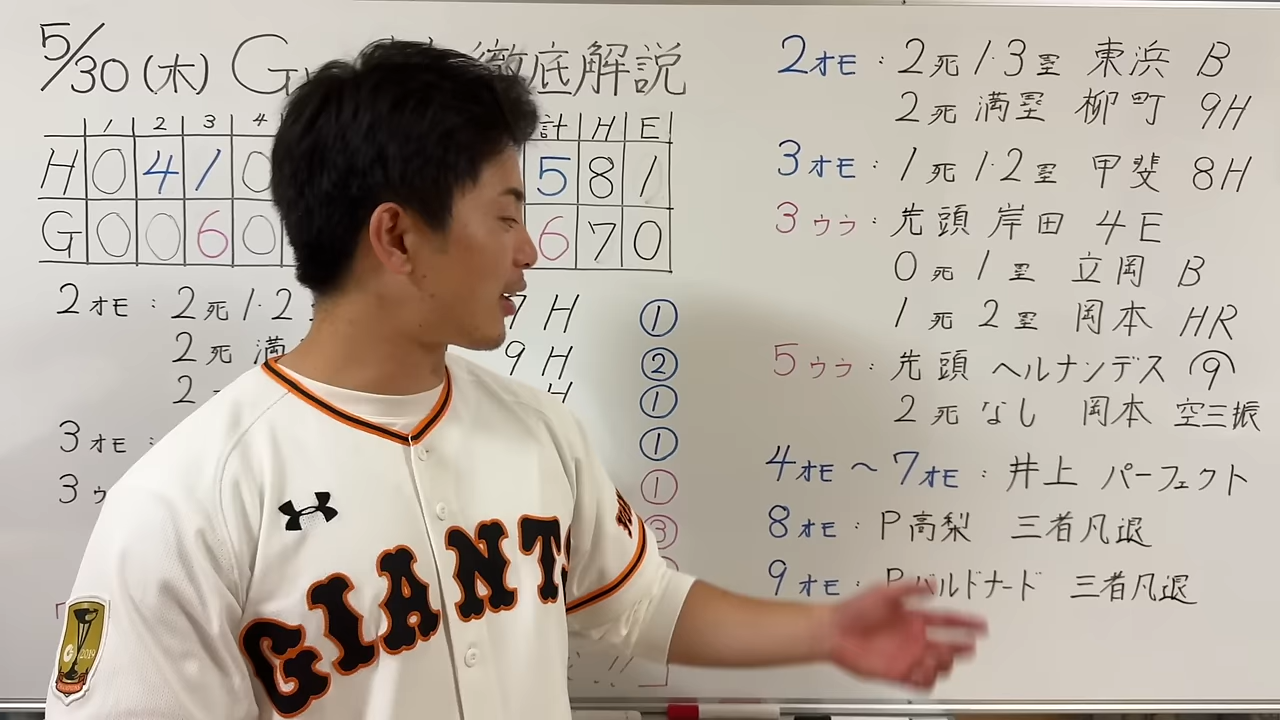 5/30(木) G 徹底解説
1 2 3 4 計 H E
H 0 4 1 0 5 8 1
G 0 0 6 0 6 7 0
2オモ : 2死 1・2 7H ①
2死 満 9H ②
2 H ①
3オモ : ①
3ウ ①
③
2オモ : 2死 1・3塁 東浜 B
2死 満塁 柳町 9H
3オモ : 1死 1・2塁 甲斐 8H
3ウラ : 先頭 岸田 4E
0死 1塁 立岡 B
1死 2塁 岡本 HR
5ウラ : 先頭 ヘルナンデス 9
2死 なし 岡本 空三振
4オモ 〜 7オモ : 井上 パーフェクト
8オモ : P高梨 三者凡退
9オモ : Pバルドナード 三者凡退
GIANTS
2019